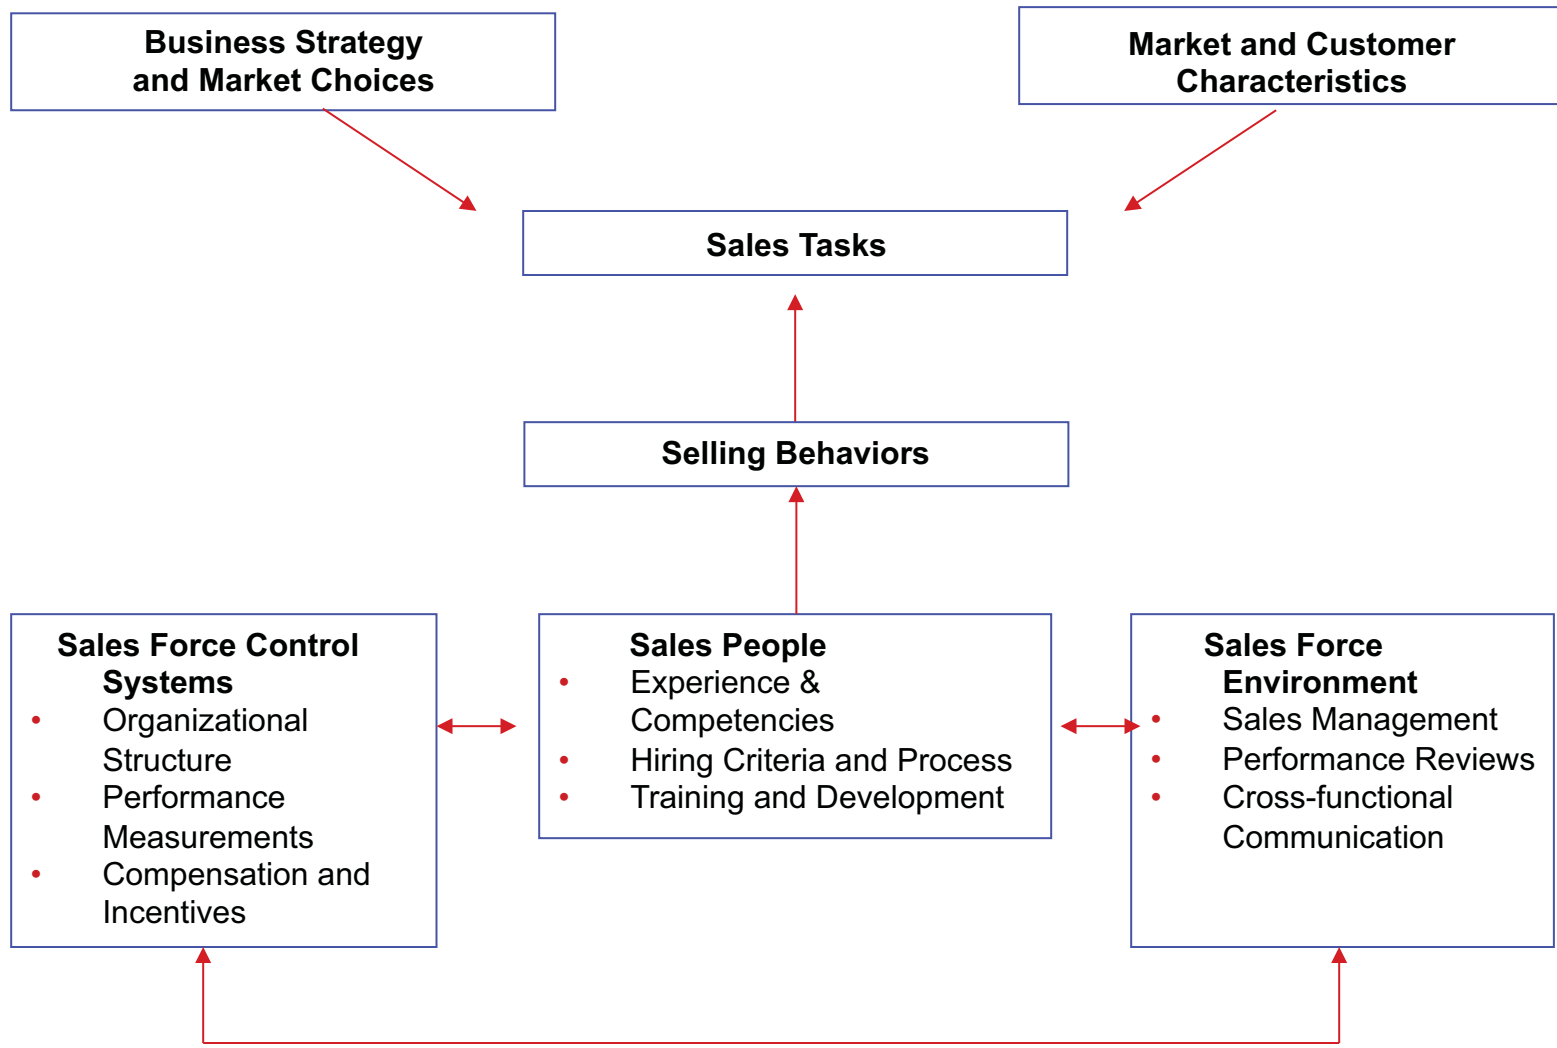 Business Strategy
and Market Choices
Market and Customer
Characteristics
Sales Tasks
Selling Behaviors
Sales Force Control
Systems
• Organizational
Structure
• Performance
Measurements
• Compensation and
Incentives
Sales People
• Experience &
Competencies
• Hiring Criteria and Process
• Training and Development
Sales Force
Environment
• Sales Management
• Performance Reviews
• Cross-functional
Communication